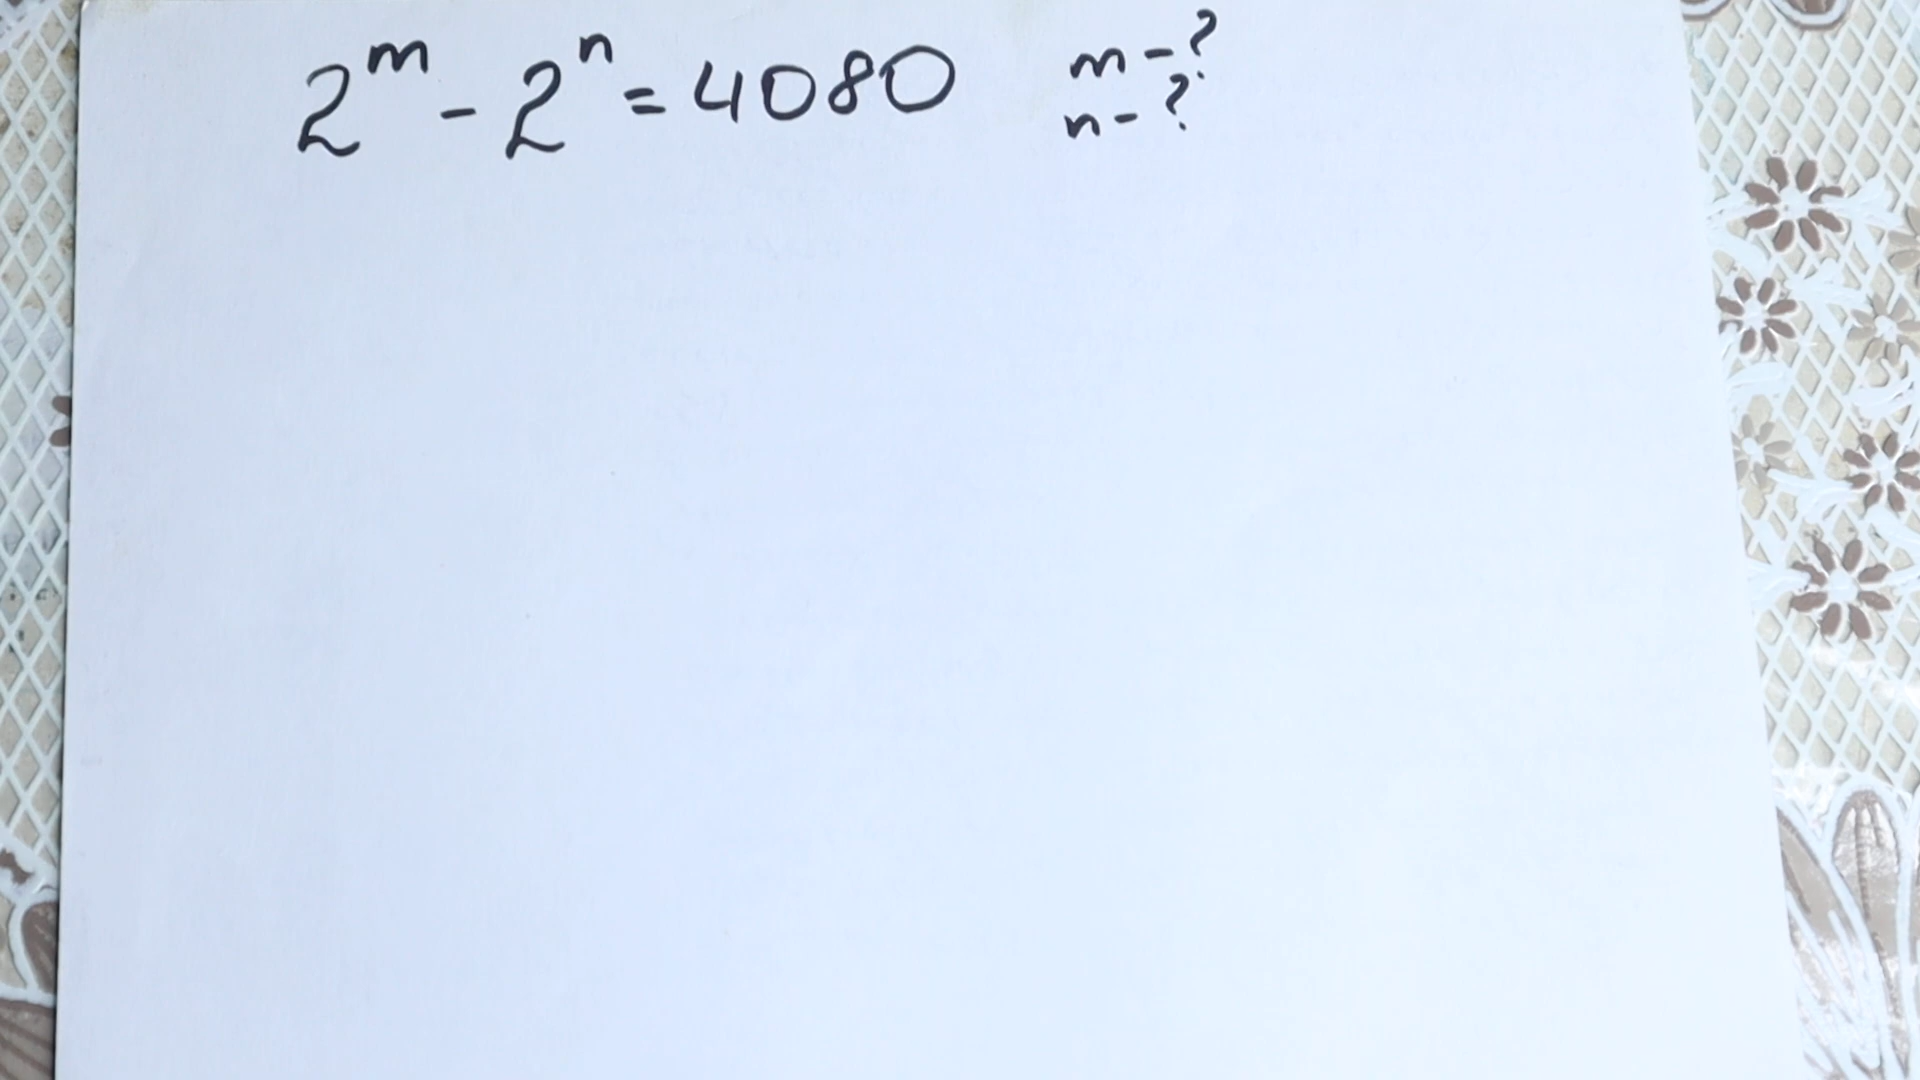 2^m - 2^n = 4080 m - ?
n - ?